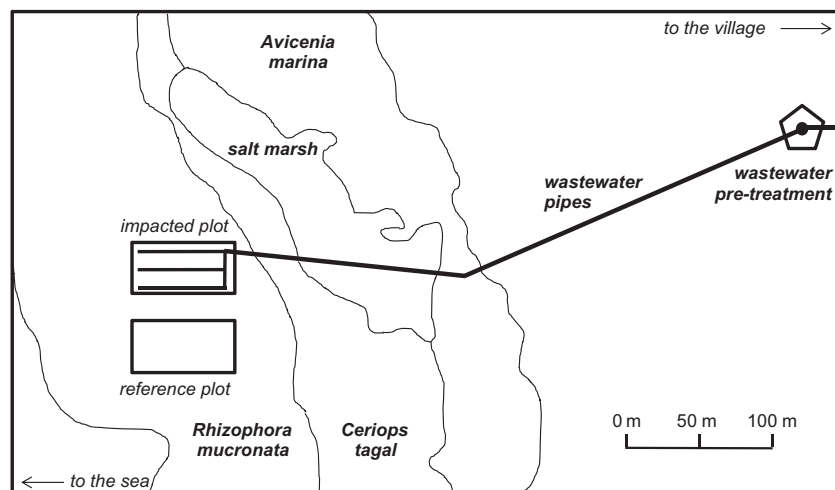 to the village
Avicenia
marina
salt marsh
wastewater
pre-treatment
wastewater
pipes
impacted plot
reference plot
Rhizophora
mucronata
Ceriops
tagal
0 m 50 m 100 m
to the sea